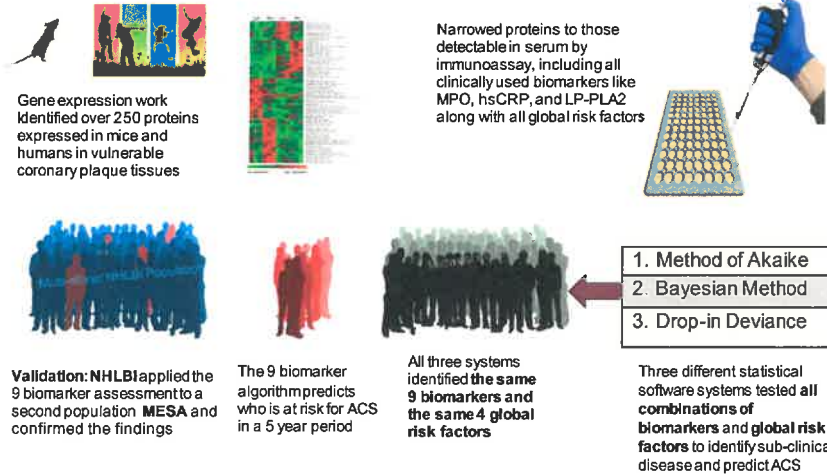 Gene expression work
identified over 250 proteins
expressed in mice and
humans in vulnerable
coronary plaque tissues
Narrowed proteins to those
detectable in serum by
immunoassay, including all
clinically used biomarkers like
MPO, hsCRP, and LP-PLA2
along with all global risk factors
1. Method of Akaike
2. Bayesian Method
3. Drop-in Deviance
Validation: NHLBI applied the
9 biomarker assessment to a
second population MESA and
confirmed the findings
The 9 biomarker
algorithm predicts
who is at risk for ACS
in a 5 year period
All three systems
identified the same
9 biomarkers and
the same 4 global
risk factors
Three different statistical
software systems tested all
combinations of
biomarkers and global risk
factors to identify sub-clinica
disease and predict ACS